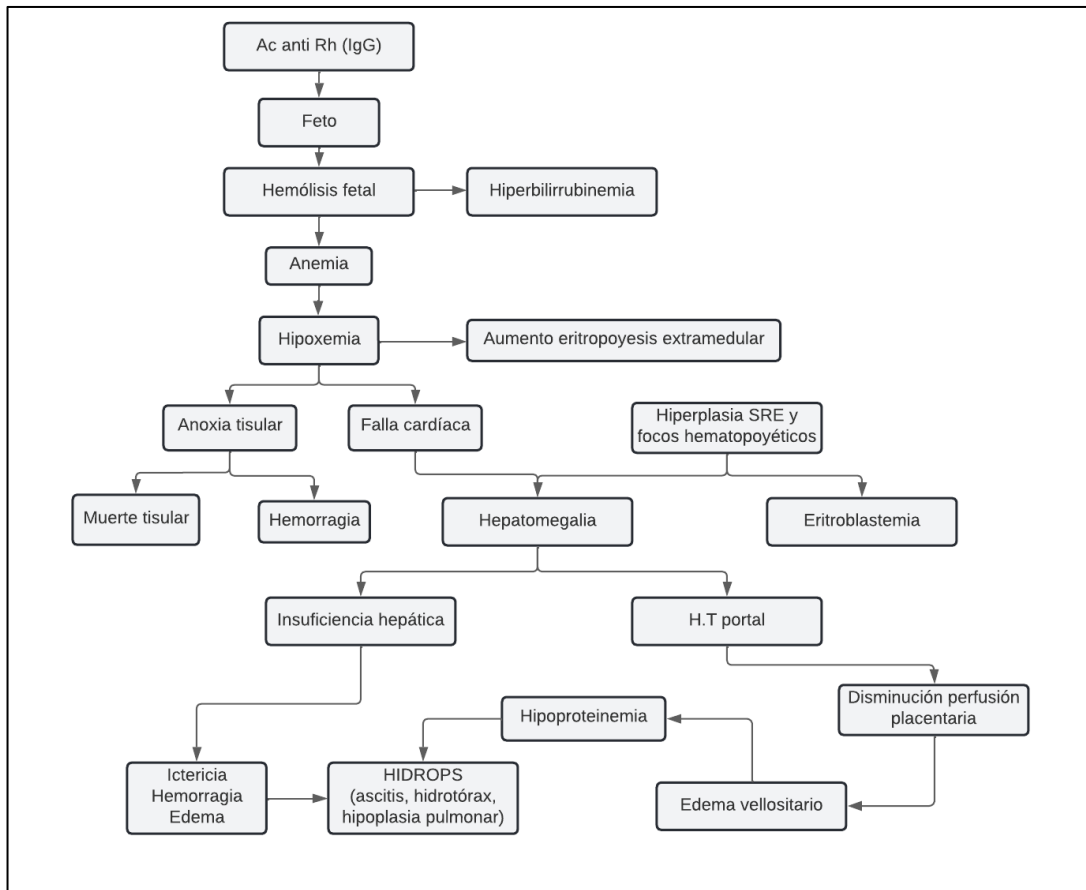 Ac anti Rh (IgG)
Feto
Hemólisis fetal
Hiperbilirrubinemia
Anemia
Hipoxemia
Aumento eritropoyesis extramedular
Anoxia tisular
Falla cardíaca
Hiperplasia SRE y
focos hematopoyéticos
Muerte tisular
Hemorragia
Hepatomegalia
Eritroblastemia
Insuficiencia hepática
H.T portal
Disminución perfusión
placentaria
Hipoproteinemia
Ictericia
Hemorragia
Edema
HIDROPS
(ascitis, hidrotórax,
hipoplasia pulmonar)
Edema vellositario